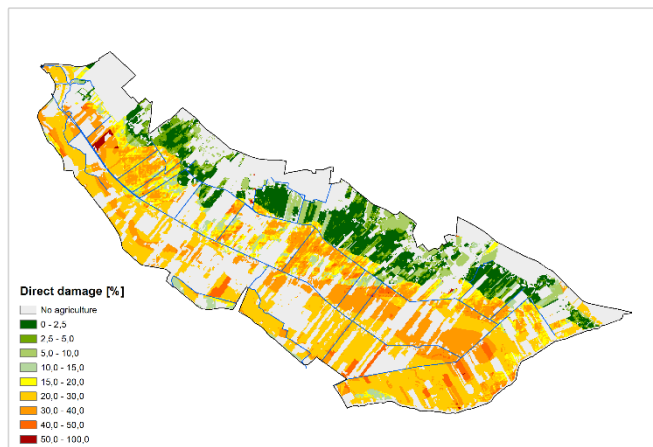 Direct damage [%]
No agriculture
0 - 2,5
2,5 - 5,0
5,0 - 10,0
10,0 - 15,0
15,0 - 20,0
20,0 - 30,0
30,0 - 40,0
40,0 - 50,0
50,0 - 100,0